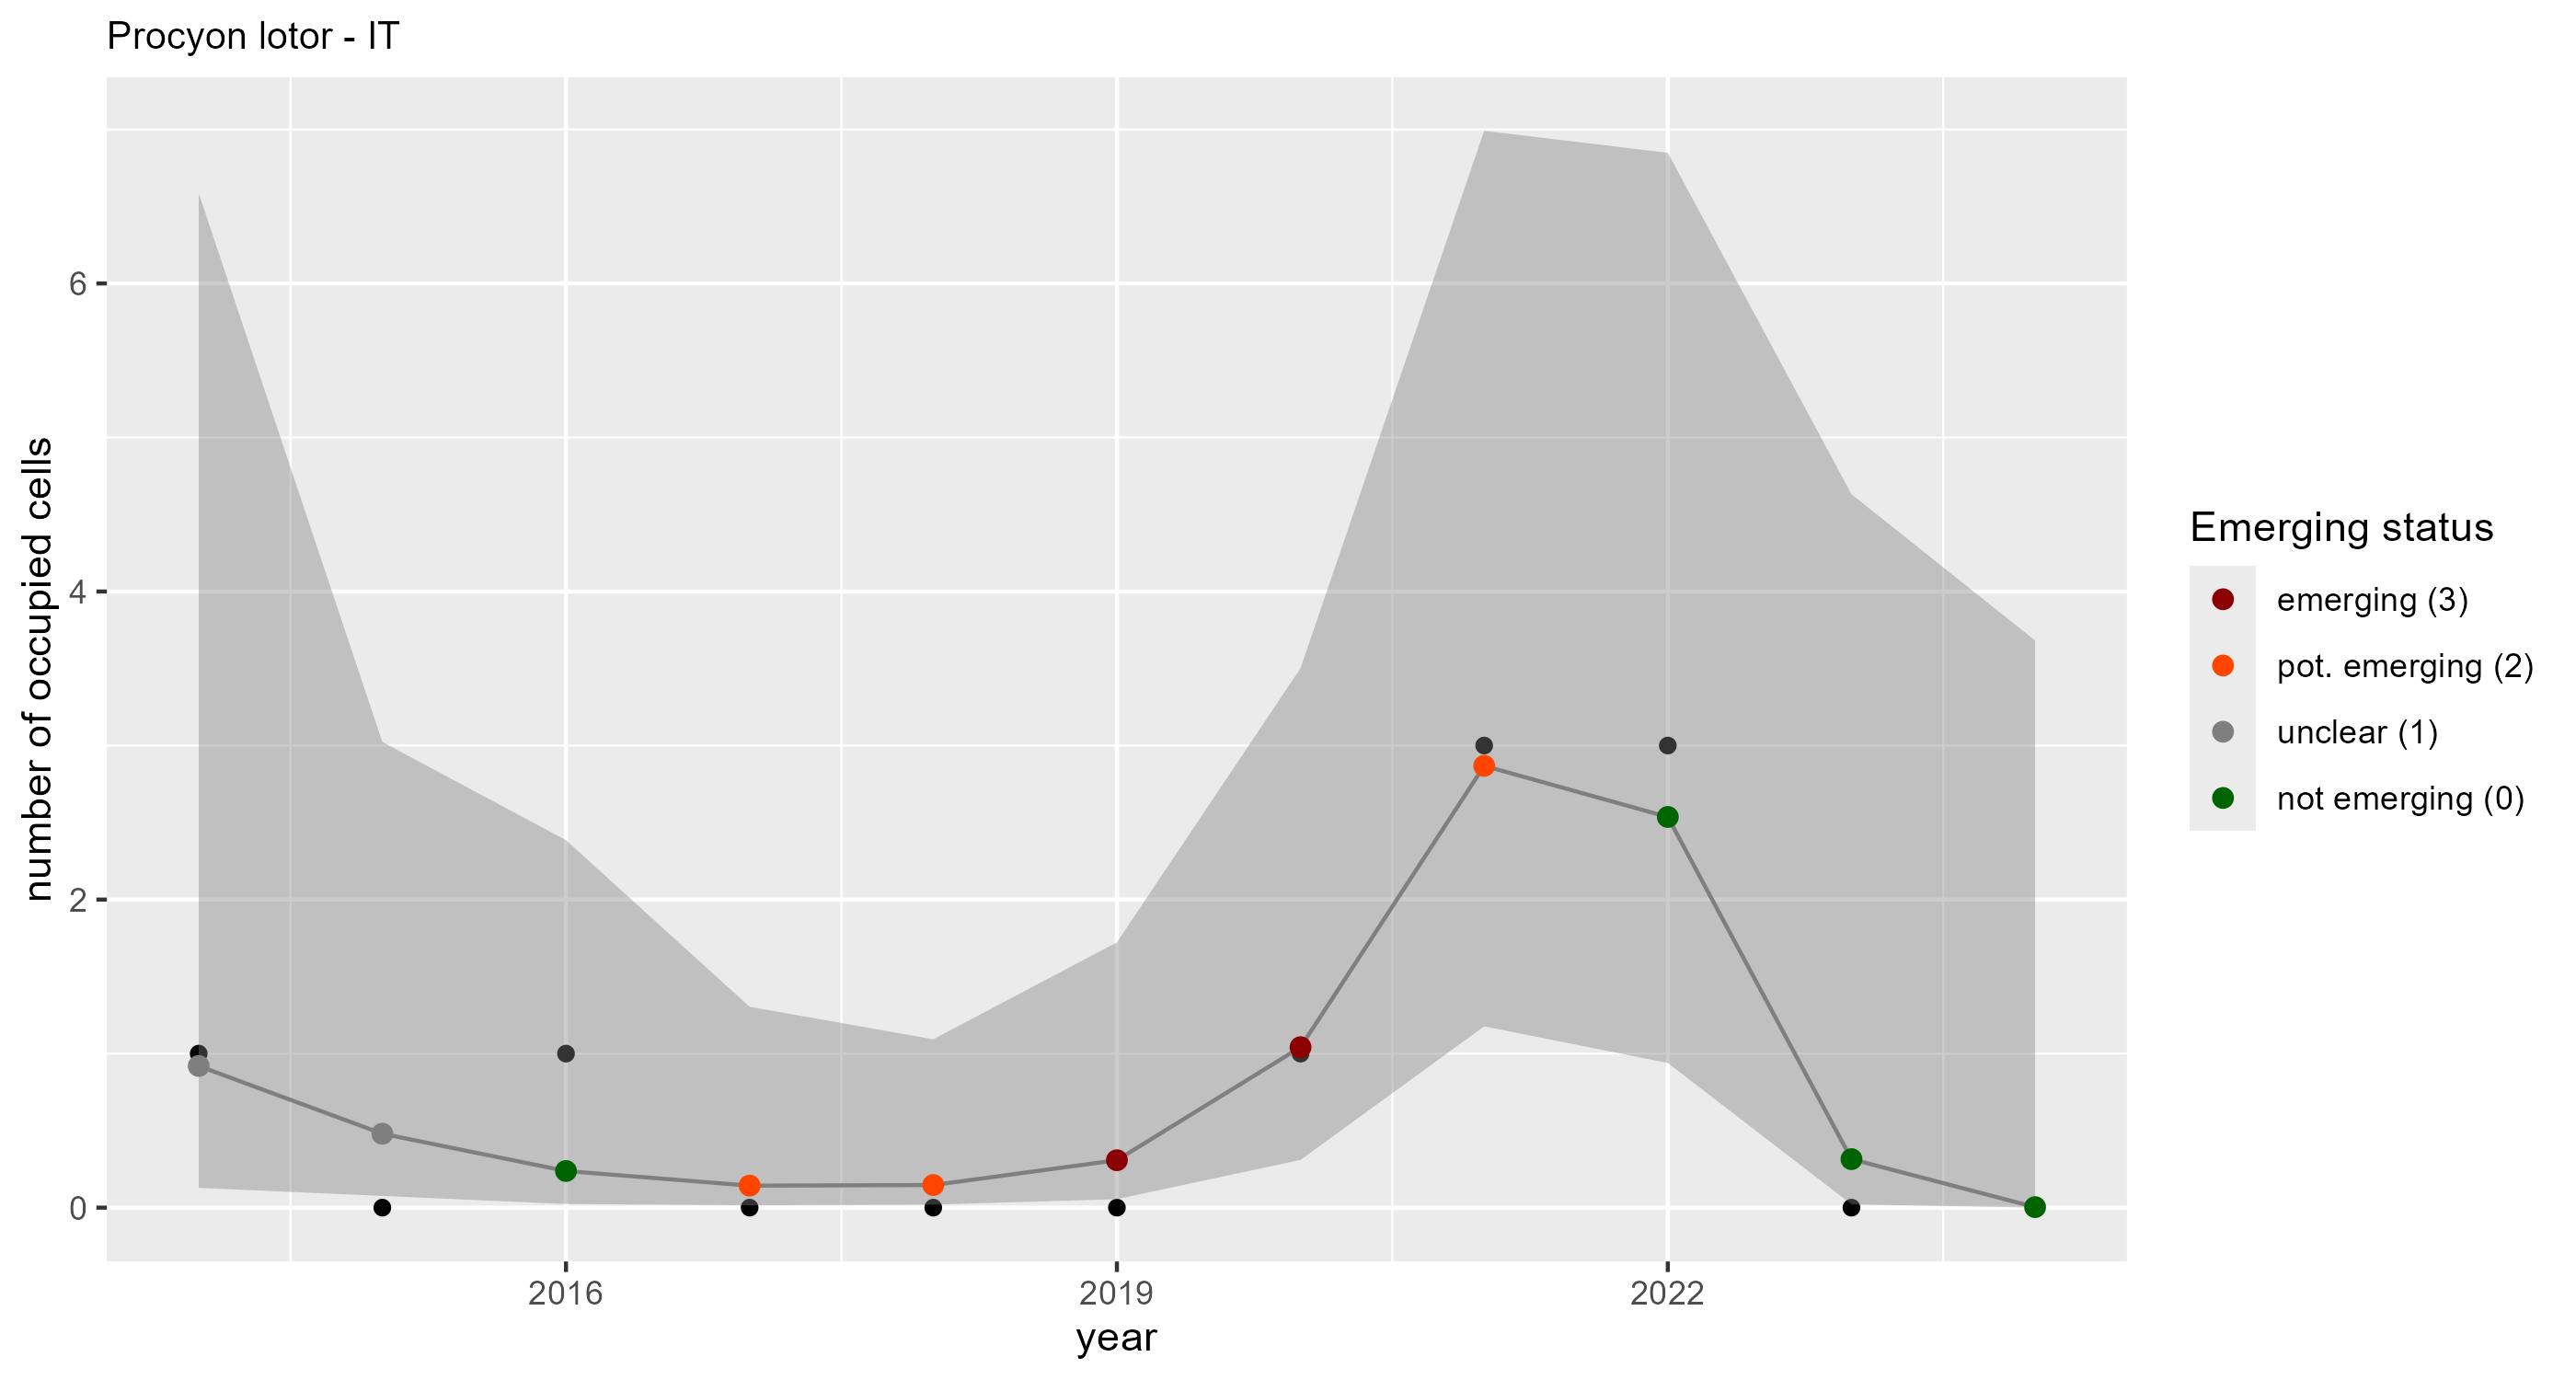 Procyon lotor - IT
number of occupied cells
6
4
2
0
2016
2019
2022
year
Emerging status
emerging (3)
pot. emerging (2)
unclear (1)
not emerging (0)